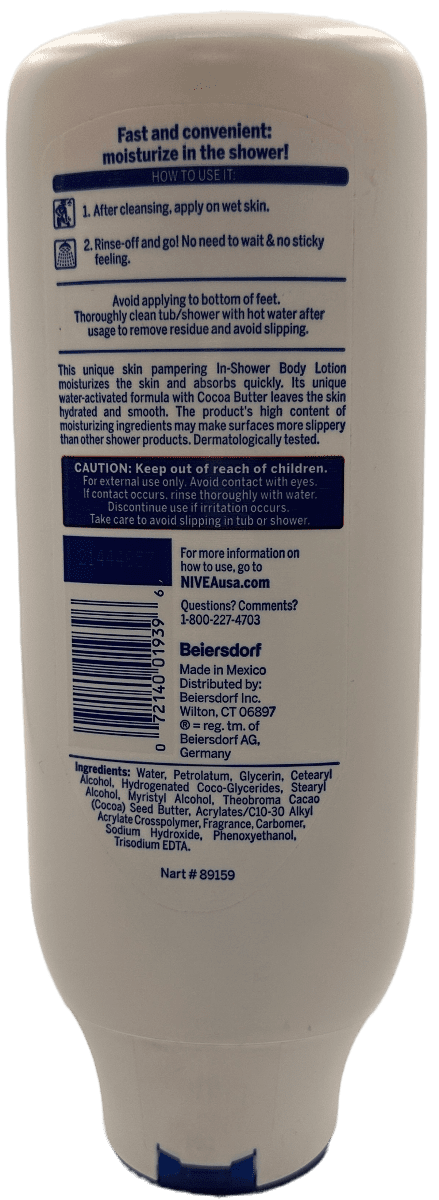 Fast and convenient:
moisturize in the shower!
HOW TO USE IT:
1. After cleansing, apply on wet skin.
2. Rinse-off and go! No need to wait & no sticky
feeling.
Avoid applying to bottom of feet.
Thoroughly clean tub/shower with hot water after
usage to remove residue and avoid slipping.
This unique skin pampering In-Shower Body Lotion
moisturizes the skin and absorbs quickly. Its unique
water-activated formula with Cocoa Butter leaves the skin
hydrated and smooth. The product's high content of
moisturizing ingredients may make surfaces more slippery
than other shower products. Dermatologically tested.
CAUTION: Keep out of reach of children.
For external use only. Avoid contact with eyes.
If contact occurs, rinse thoroughly with water.
Discontinue use if irritation occurs.
Take care to avoid slipping in tub or shower.
For more information on
how to use, go to
NIVEAusa.com
Questions? Comments?
1-800-227-4703
Beiersdorf
Made in Mexico
Distributed by:
Beiersdorf Inc.
Wilton, CT 06897
® = reg. tm. of
Beiersdorf AG,
Germany
0 72140 01939 6
Ingredients: Water, Petrolatum, Glycerin, Cetearyl
Alcohol, Hydrogenated Coco-Glycerides, Stearyl
Alcohol, Myristyl Alcohol, Theobroma Cacao
(Cocoa) Seed Butter, Acrylates/C10-30 Alkyl
Acrylate Crosspolymer, Fragrance, Carbomer,
Sodium Hydroxide, Phenoxyethanol,
Trisodium EDTA.
Nart # 89159